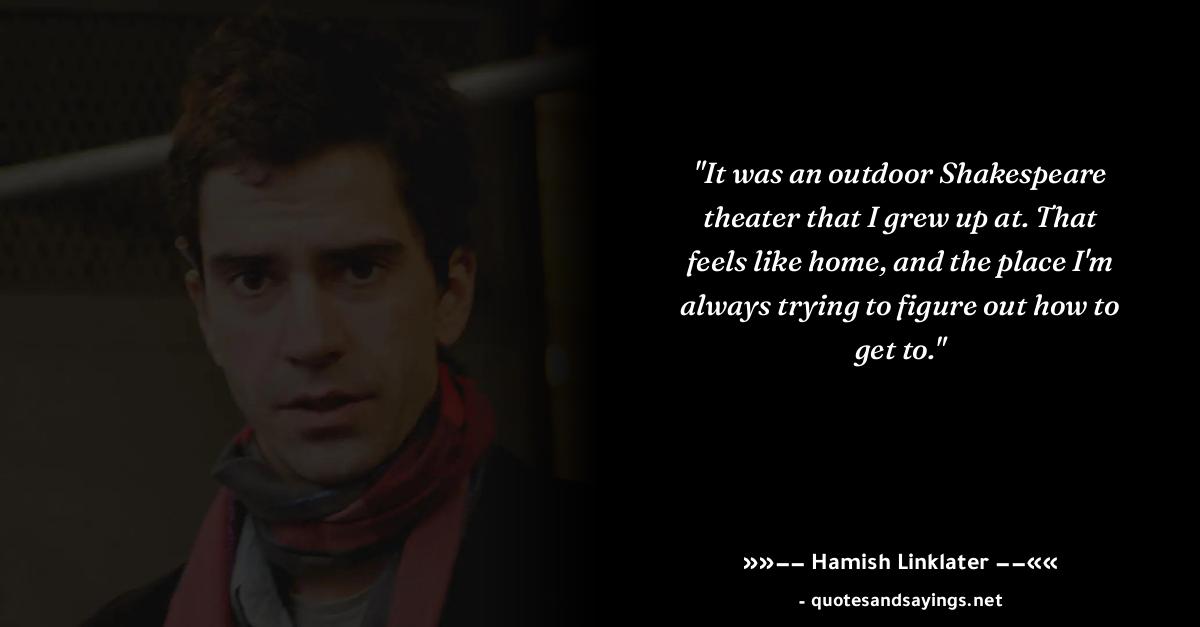 "It was an outdoor Shakespeare
theater that I grew up at. That
feels like home, and the place I'm
always trying to figure out how to
get to."
»»−− Hamish Linklater −−««
- quotesandsayings.net